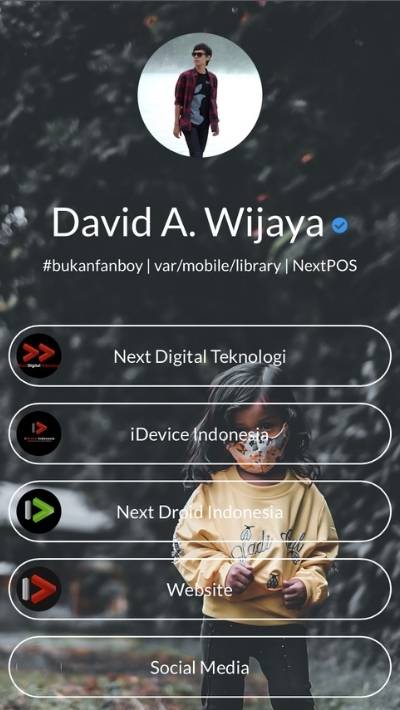 David A. Wijaya
#bukanfanboy | var/mobile/library | NextPOS
Next Digital Teknologi
iDevice Indonesia
Next Droid Indonesia
Website
Social Media